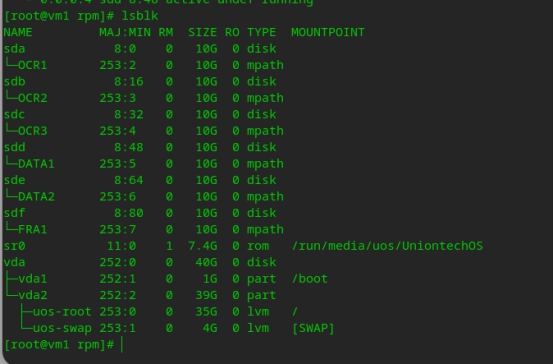 [root@vm1 rpm]# lsblk
NAME MAJ:MIN RM SIZE RO TYPE MOUNTPOINT
sda 8:0 0 10G 0 disk
└─OCR1 253:2 0 10G 0 mpath
sdb 8:16 0 10G 0 disk
└─OCR2 253:3 0 10G 0 mpath
sdc 8:32 0 10G 0 disk
└─OCR3 253:4 0 10G 0 mpath
sdd 8:48 0 10G 0 disk
└─DATA1 253:5 0 10G 0 mpath
sde 8:64 0 10G 0 disk
└─DATA2 253:6 0 10G 0 mpath
sdf 8:80 0 10G 0 disk
└─FRA1 253:7 0 10G 0 mpath
sr0 11:0 1 7.4G 0 rom /run/media/uos/UniontechOS
vda 252:0 0 40G 0 disk
├─vda1 252:1 0 1G 0 part /boot
└─vda2 252:2 0 39G 0 part
├─uos-root 253:0 0 35G 0 lvm /
└─uos-swap 253:1 0 4G 0 lvm [SWAP]
[root@vm1 rpm]#